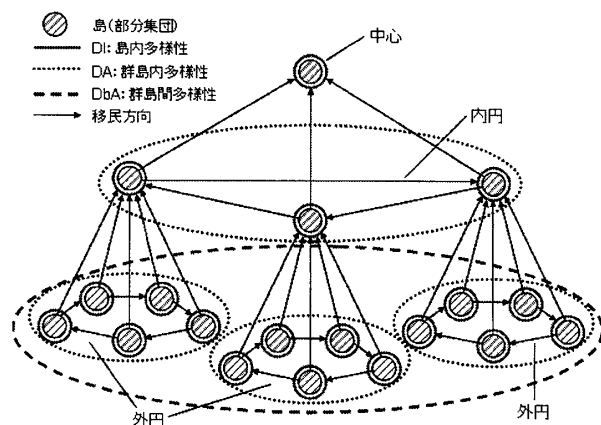 島(部分集団)
DI:島内多様性
DA:群島内多様性
DbA:群島間多様性
移民方向
中心
内円
外円
外円